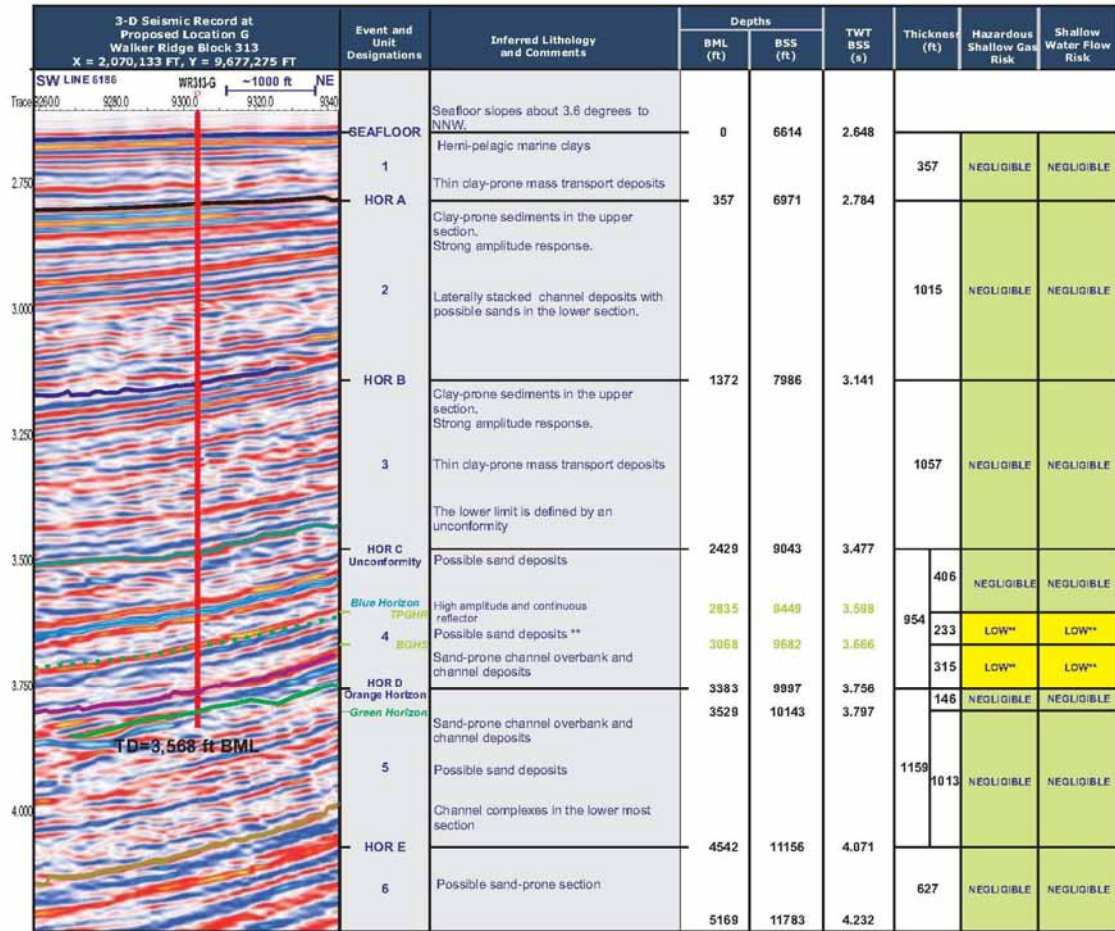 3-D Seismic Record at
Proposed Location G
Walker Ridge Block 313
X = 2,070,133 FT, Y = 9,677,275 FT
Event and
Unit
Designations
Inferred Lithology
and Comments
Depths
BML
(ft)
BSS
(ft)
TWT
BSS
(s)
Thickness
(ft)
Hazardous
Shallow Gas
Risk
Shallow
Water Flow
Risk
SW LINE 6186 WR313-G ~1000 ft NE
Trace 9260.0 9280.0 9300.0 9320.0 9340
2.750
3.000
3.250
3.500
3.750
4.000
TD=3,568 ft BML
Seafloor slopes about 3.6 degrees to
NNW.
SEAFLOOR 0 6614 2.648
Hemi-pelagic marine clays
1 357 NEGLIGIBLE NEGLIGIBLE
Thin clay-prone mass transport deposits
HOR A 357 6971 2.784
Clay-prone sediments in the upper
section.
Strong amplitude response.
2 1015 NEGLIGIBLE NEGLIGIBLE
Laterally stacked channel deposits with
possible sands in the lower section.
HOR B 1372 7986 3.141
Clay-prone sediments in the upper
section.
Strong amplitude response.
3 Thin clay-prone mass transport deposits 1057 NEGLIGIBLE NEGLIGIBLE
The lower limit is defined by an
unconformity
HOR C 2429 9043 3.477
Unconformity Possible sand deposits
954 406 NEGLIGIBLE NEGLIGIBLE
Blue Horizon High amplitude and continuous
reflector
TPGHR 2835 9449 3.598
4 Possible sand deposits ** 233 LOW** LOW**
BGHS 3068 9682 3.666
Sand-prone channel overbank and
channel deposits
315 LOW** LOW**
HOR D 3383 9997 3.756
Orange Horizon 146 NEGLIGIBLE NEGLIGIBLE
Green Horizon 3529 10143 3.797
Sand-prone channel overbank and
channel deposits
5 Possible sand deposits 1159 1013 NEGLIGIBLE NEGLIGIBLE
Channel complexes in the lower most
section
HOR E 4542 11156 4.071
6 Possible sand-prone section 627 NEGLIGIBLE NEGLIGIBLE
5169 11783 4.232